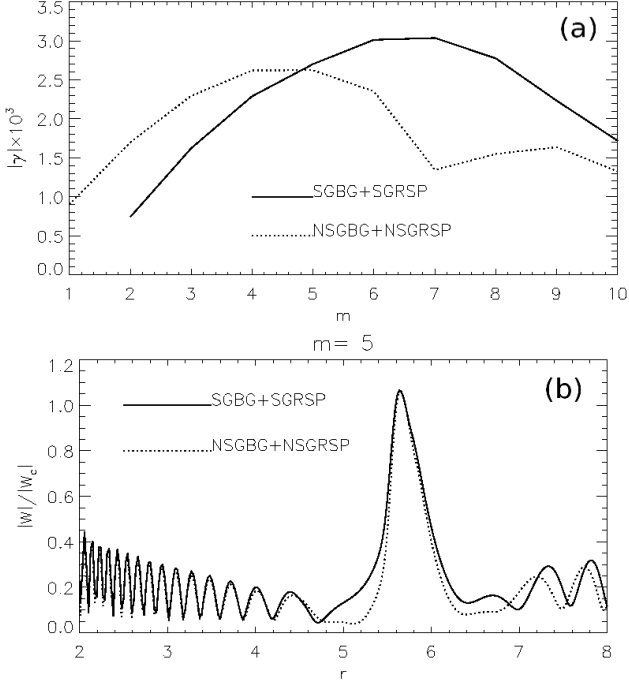 3.5
(a)
3.0
2.5
2.0
|γ|×10³
1.5
1.0
SGBG+SGRSP
0.5
NSGBG+NSGRSP
0.0
1 2 3 4 5 6 7 8 9 10
m
m= 5
1.2
(b)
SGBG+SGRSP
1.0
NSGBG+NSGRSP
0.8
|W|/|W_c|
0.6
0.4
0.2
0.0
2 3 4 5 6 7 8
r